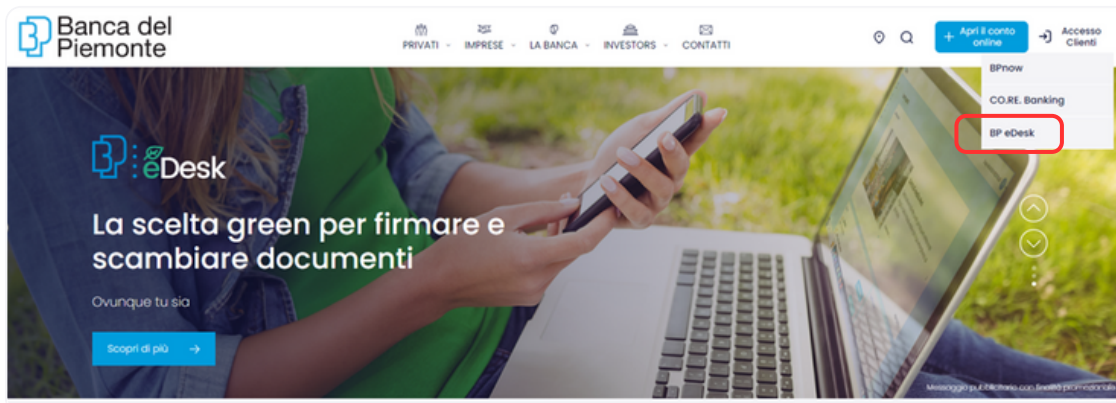 Banca del
Piemonte
PRIVATI
IMPRESE
LA BANCA
INVESTORS
CONTATTI
+ Apri il conto
online
Accesso
Clienti
BPnow
CO.RE. Banking
BP eDesk
eDesk
La scelta green per firmare e
scambiare documenti
Ovunque tu sia
Scopri di più →
Messaggio pubblicitario con finalità promozionale